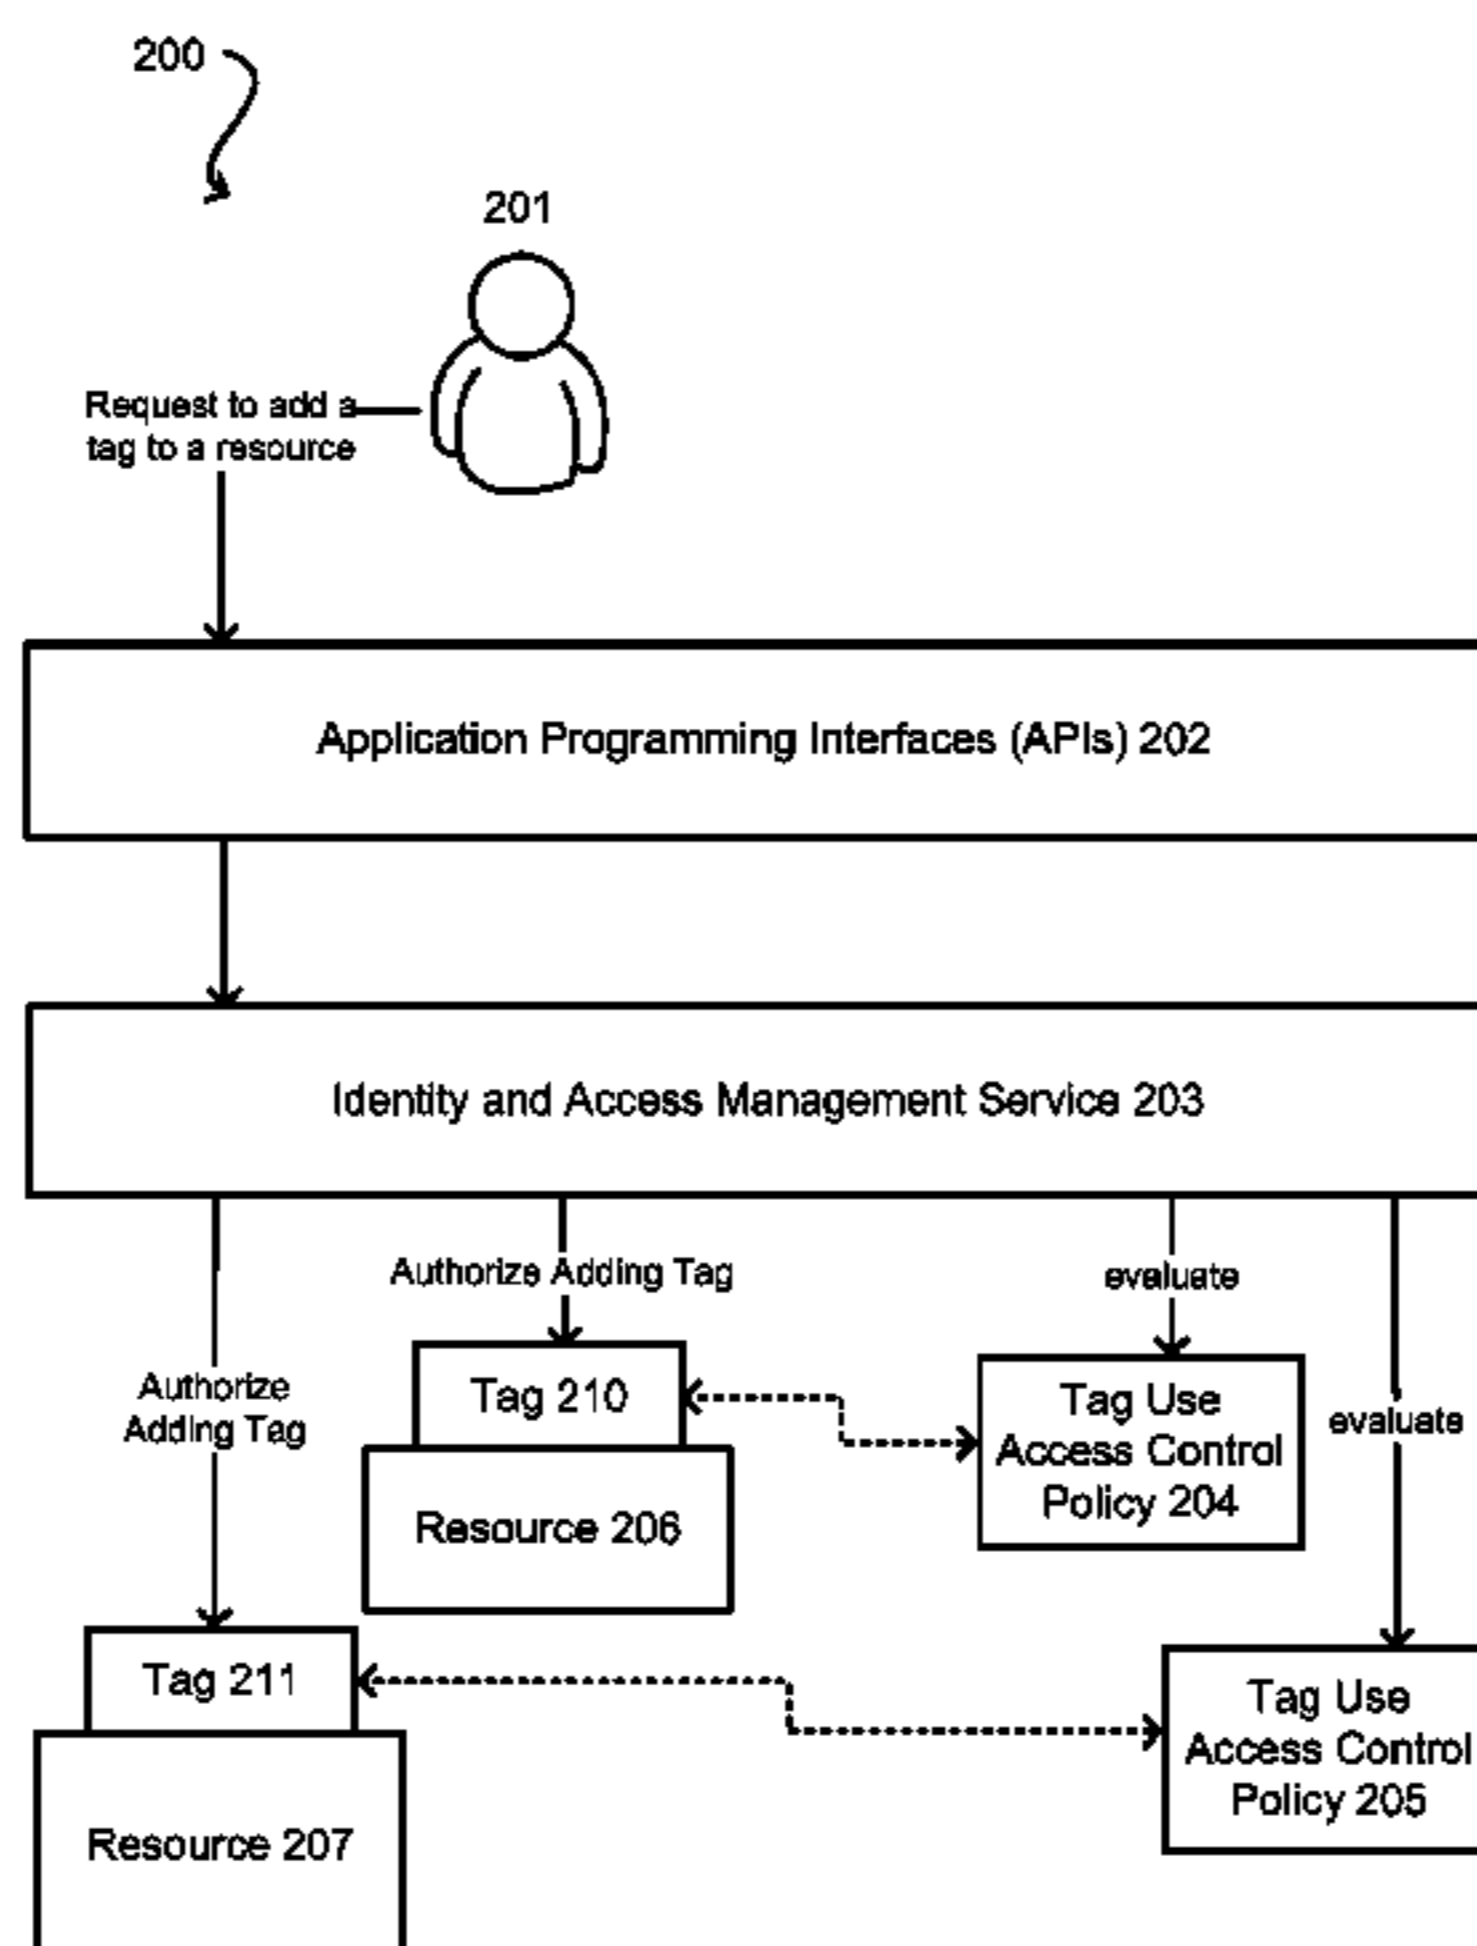 200
201
Request to add a
tag to a resource
Application Programming Interfaces (APIs) 202
Identity and Access Management Service 203
Authorize Adding Tag
evaluate
Authorize
Adding Tag
Tag 210
Tag Use
Access Control
Policy 204
evaluate
Resource 206
Tag 211
Tag Use
Access Control
Policy 205
Resource 207